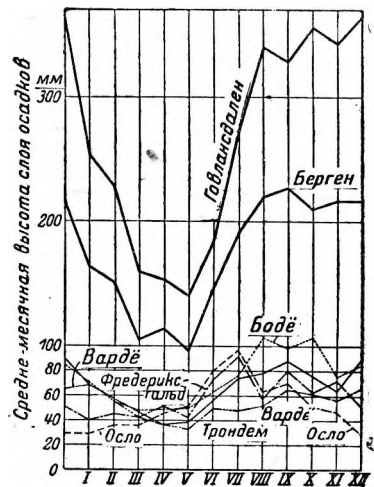 мм
300
200
100
80
60
40
20
0
Средне-месячная высота слоя осадков
Говлансдален
Берген
Бодё
Вардё
Фредерикс-
гальд
Вардё
Осло
Трондем
Осло
I II III IV V VI VII VIII IX X XI XII